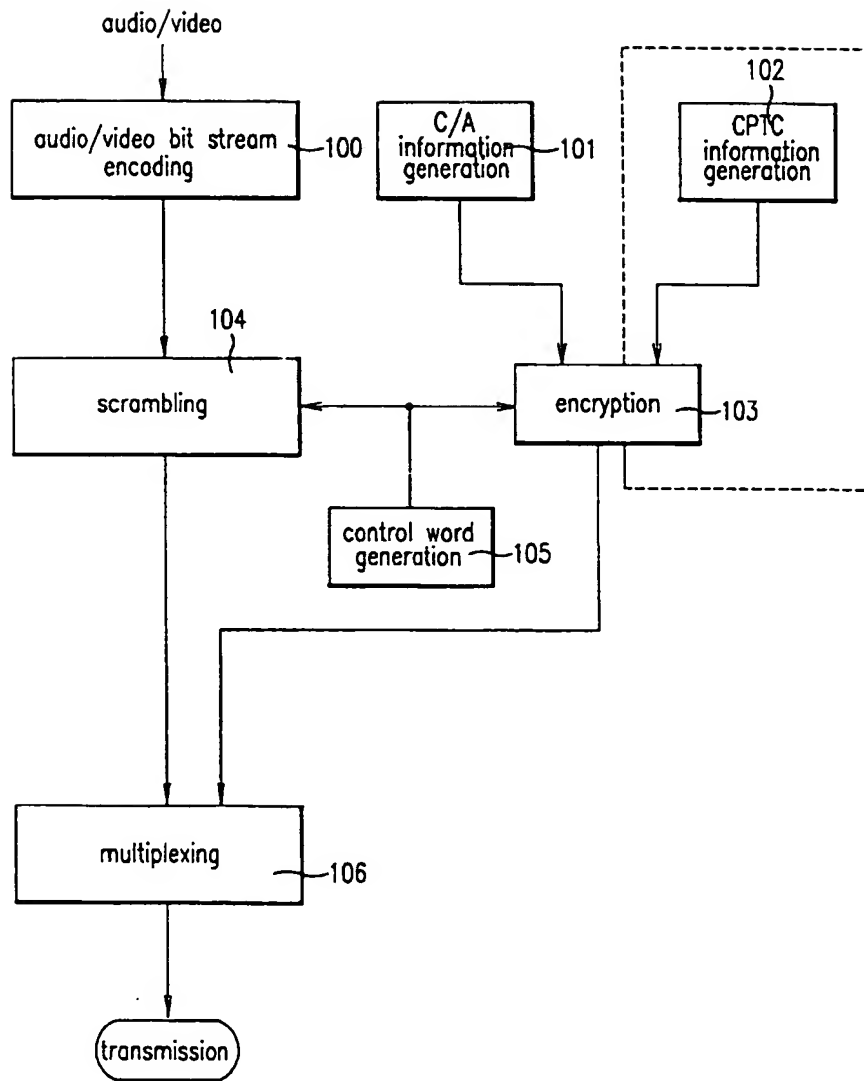 audio/video
audio/video bit stream
encoding
100
C/A
information
generation
101
102
CPTC
information
generation
104
scrambling
encryption
103
control word
generation
105
multiplexing
106
transmission